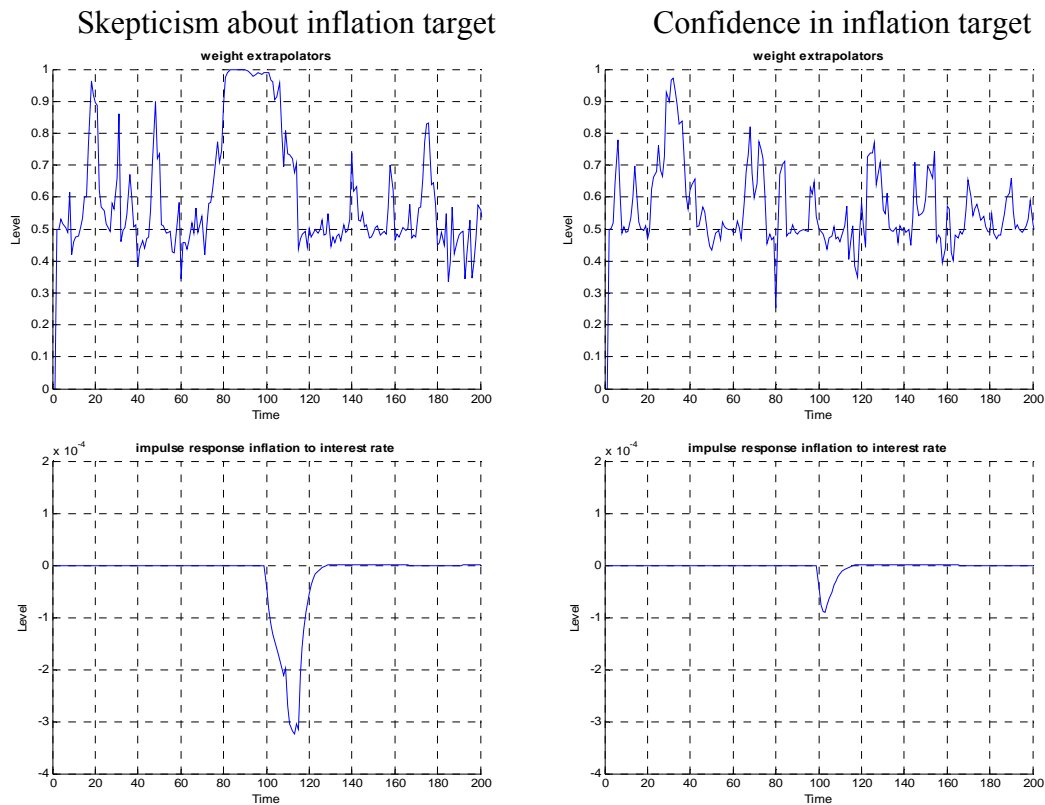 Skepticism about inflation target
Confidence in inflation target
weight extrapolators
1
0.9
0.8
0.7
0.6
0.5
0.4
0.3
0.2
0.1
0
Level
0 20 40 60 80 100 120 140 160 180 200
Time
weight extrapolators
1
0.9
0.8
0.7
0.6
0.5
0.4
0.3
0.2
0.1
0
Level
0 20 40 60 80 100 120 140 160 180 200
Time
x 10⁻⁴
impulse response inflation to interest rate
2
1
0
-1
-2
-3
-4
Level
0 20 40 60 80 100 120 140 160 180 200
Time
x 10⁻⁴
impulse response inflation to interest rate
2
1
0
-1
-2
-3
-4
Level
0 20 40 60 80 100 120 140 160 180 200
Time